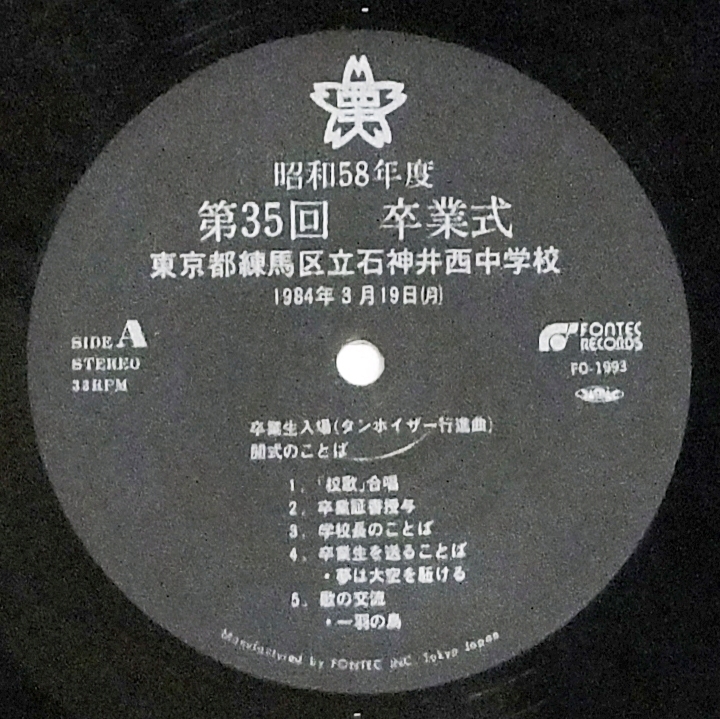 昭和58年度
第35回 卒業式
東京都練馬区立石神井西中学校
1984年3月19日(月)
SIDE A
STEREO
33RPM
FONTEC
RECORDS
FO-1993
卒業生入場(タンホイザー行進曲)
開式のことば
1. 「校歌」合唱
2. 卒業証書授与
3. 学校長のことば
4. 卒業生を送ることば
・夢は大空を駈ける
5. 歌の交流
・一羽の鳥
Manufactured by FONTEC INC. Tokyo Japan